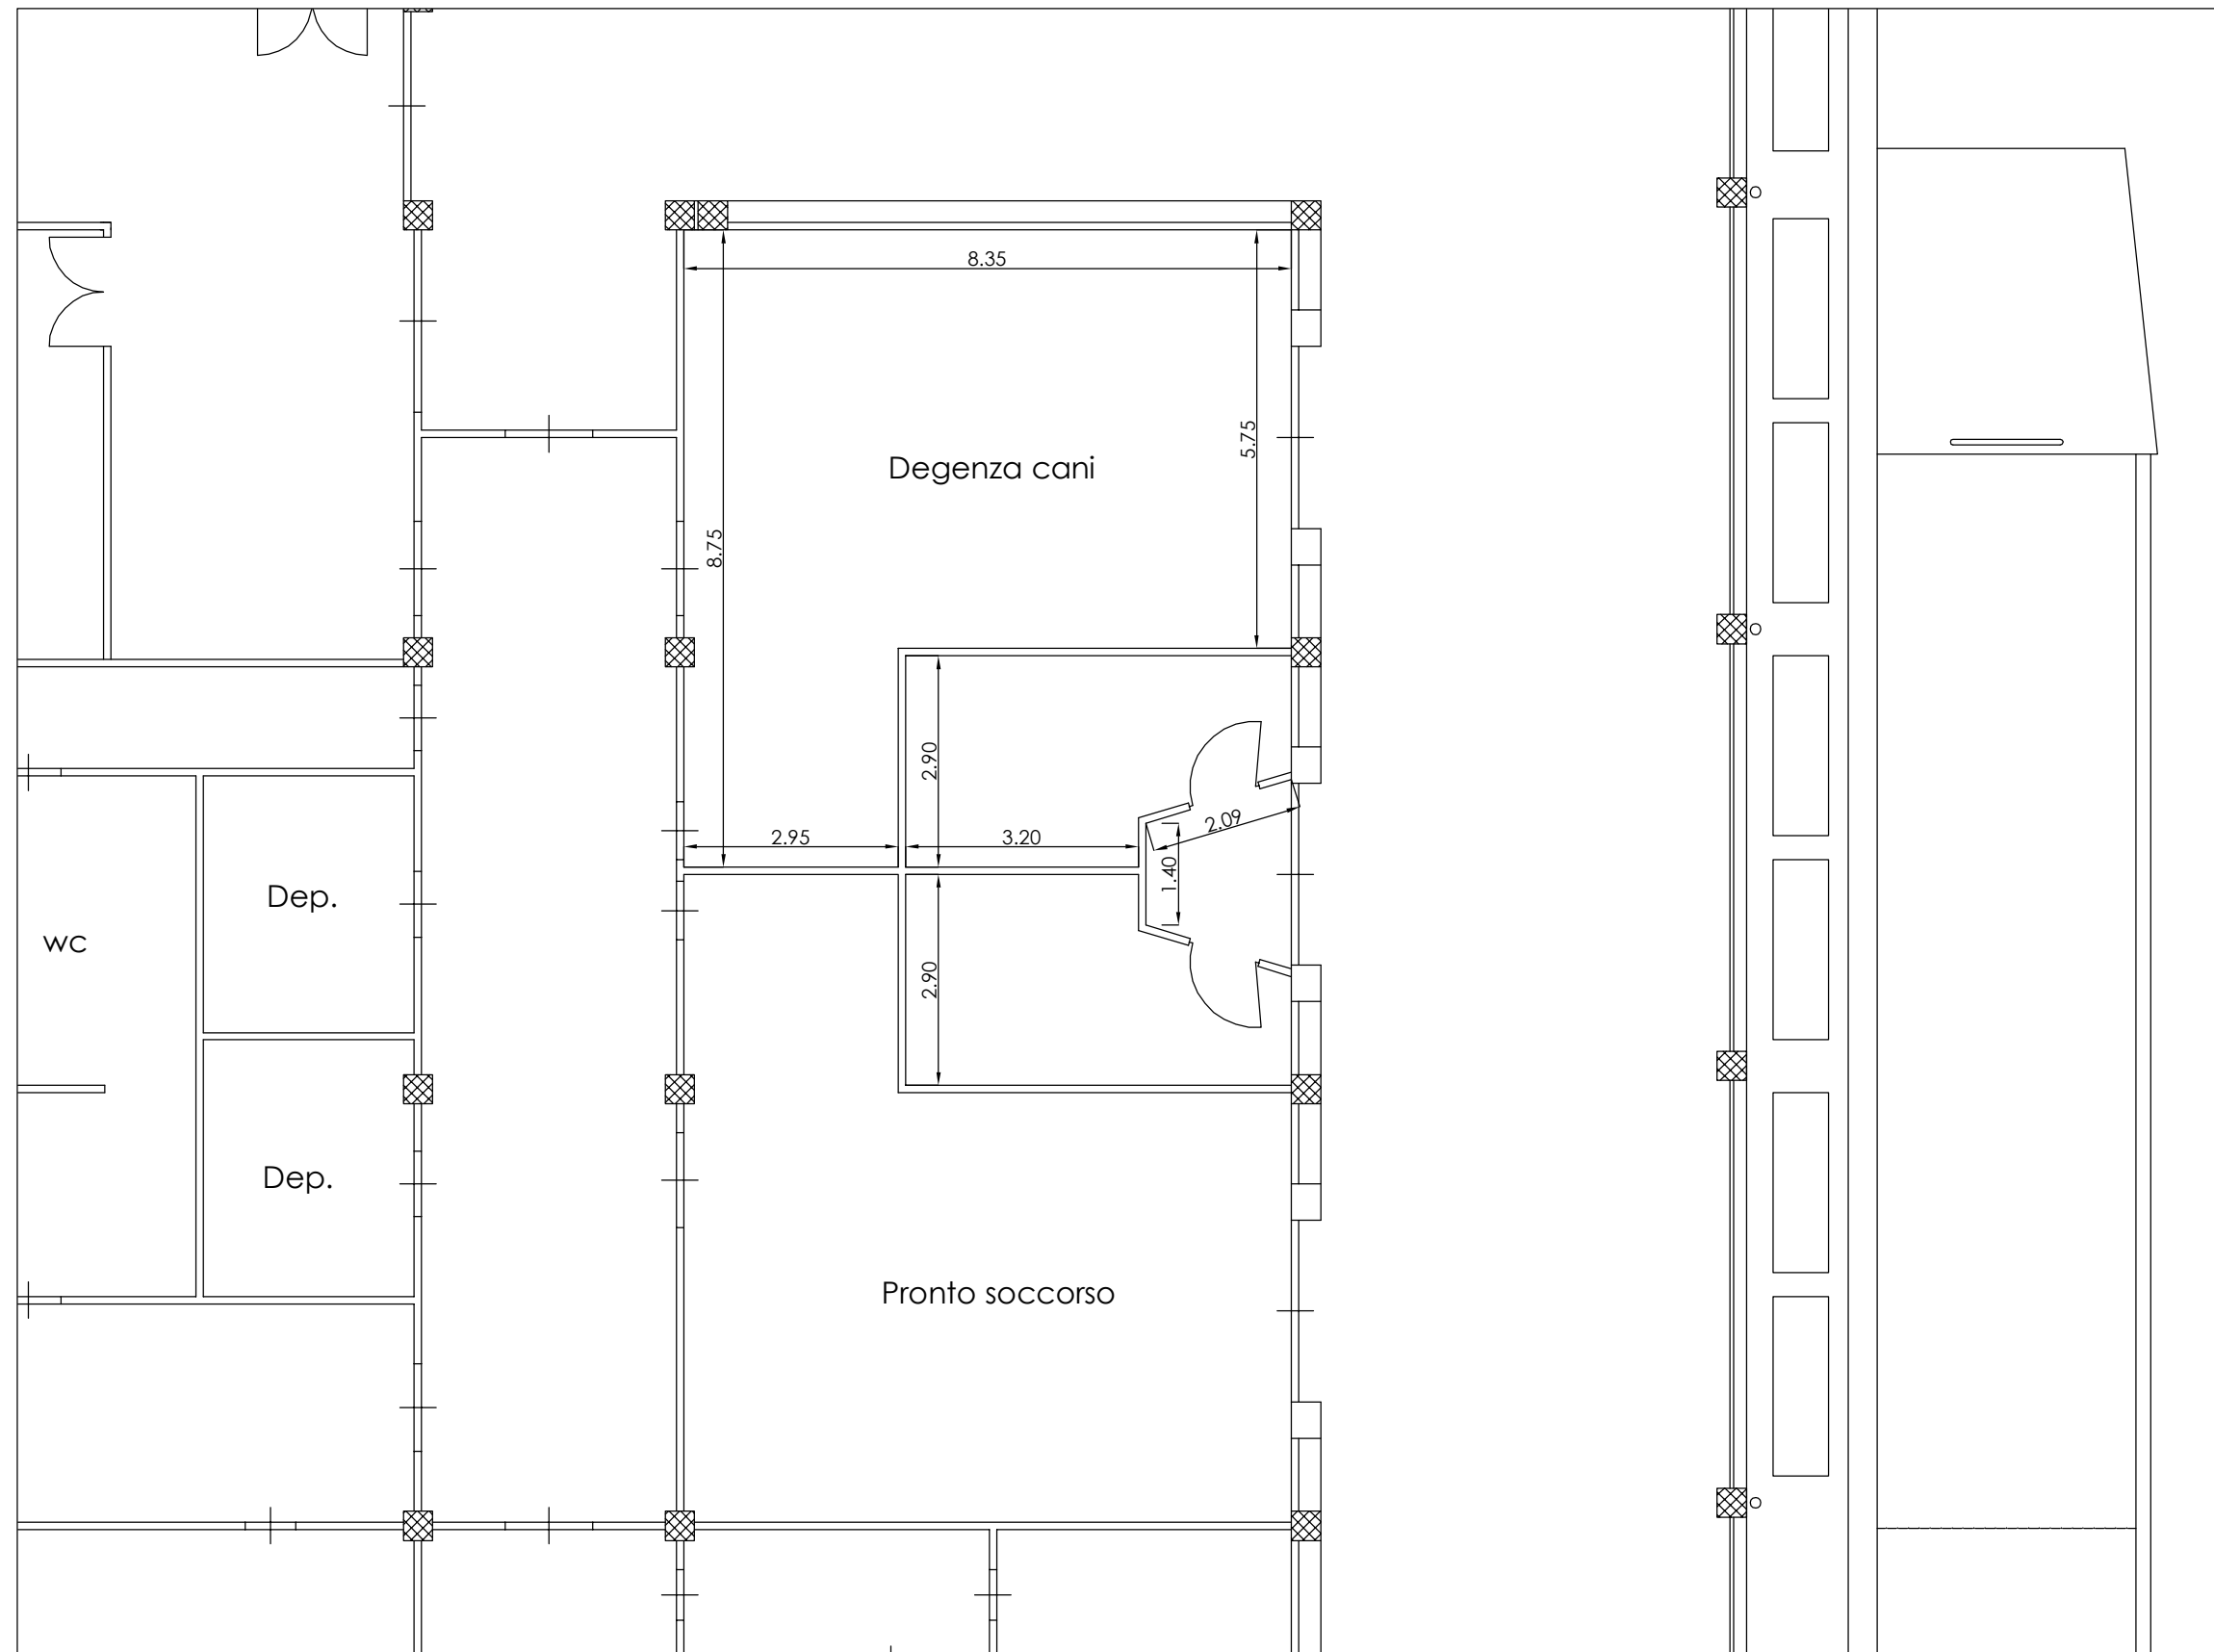 8.35
5.75
Degenza cani
8.75
2.90
2.09
2.95
3.20
1.40
Dep.
wc
2.90
Dep.
Pronto soccorso